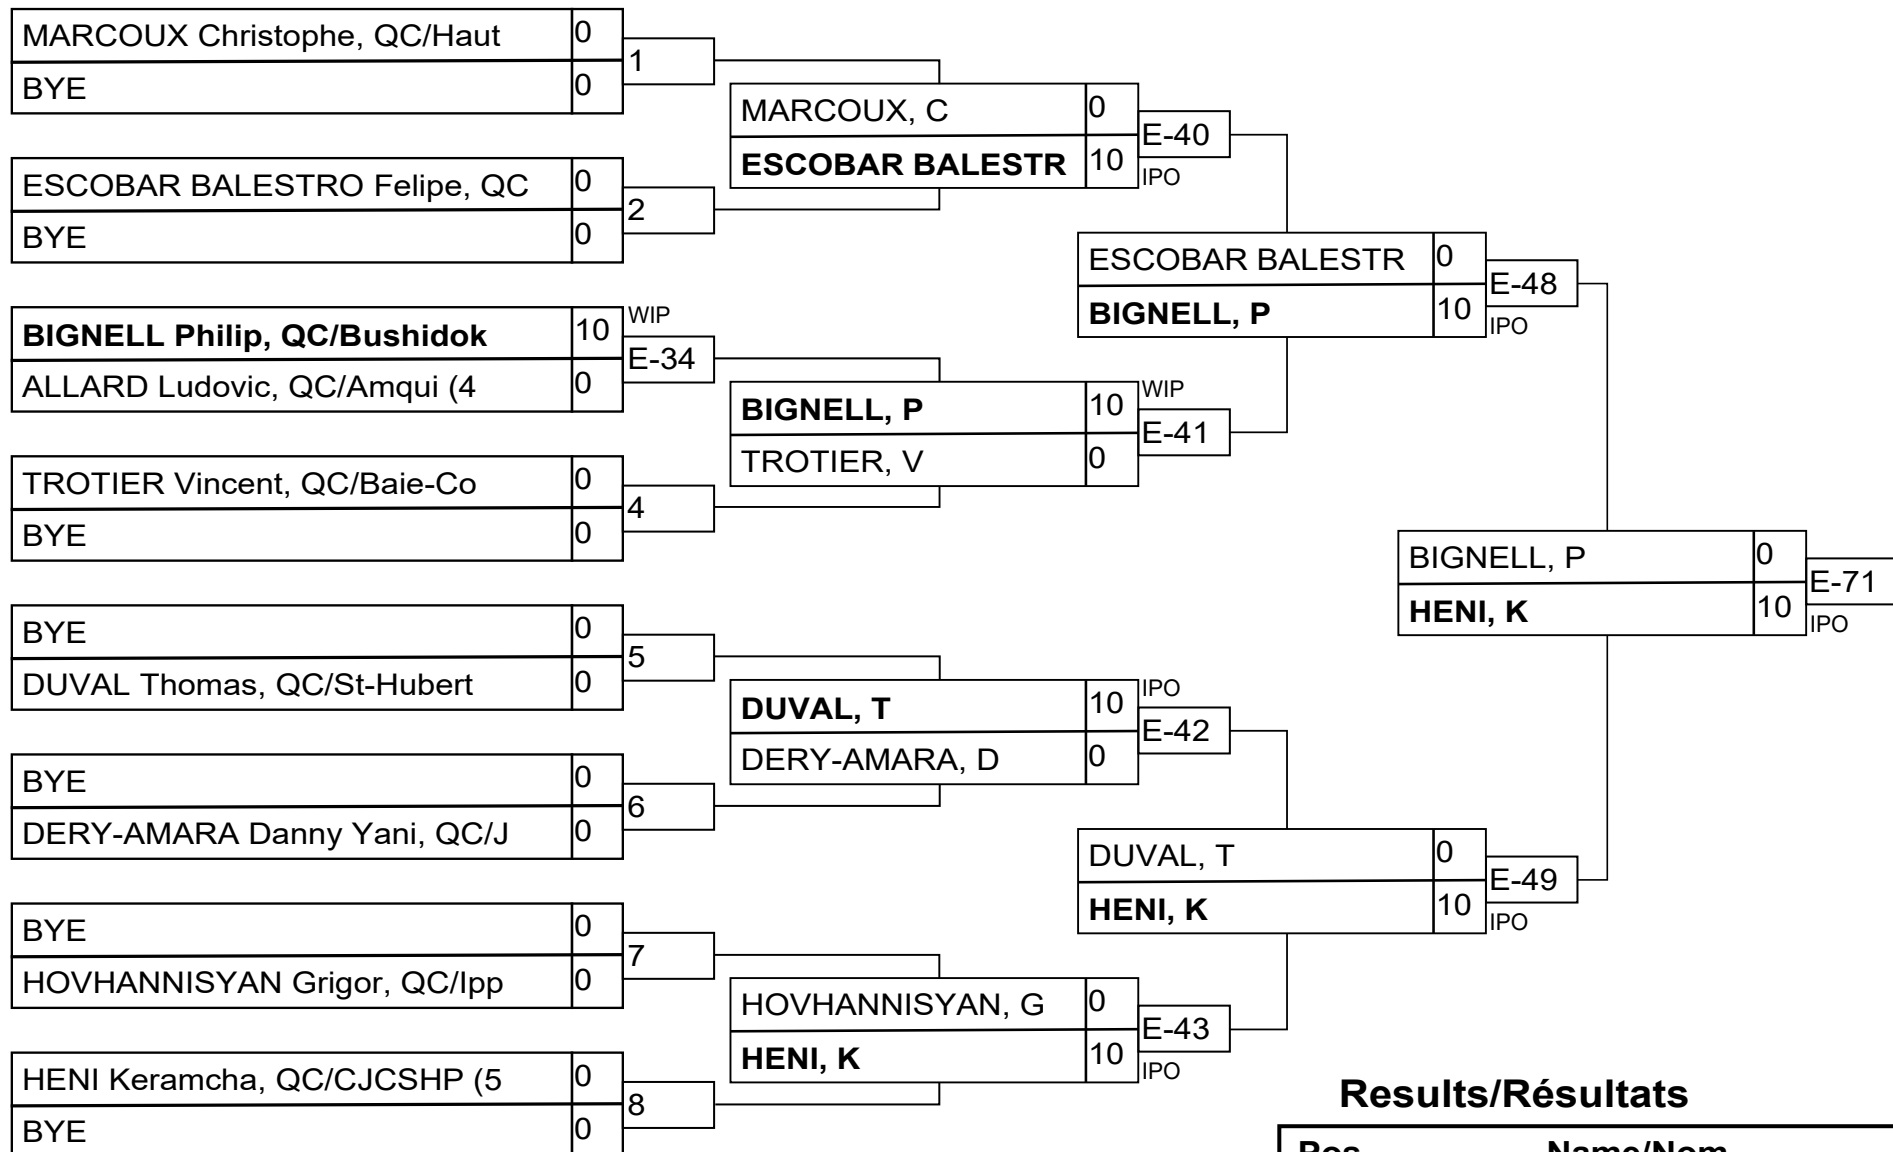 MARCOUX Christophe, QC/Haut 0
BYE 0
1
ESCOBAR BALESTRO Felipe, QC 0
BYE 0
2
BIGNELL Philip, QC/Bushidok 10
ALLARD Ludovic, QC/Amqui (4 0
WIP
E-34
TROTIER Vincent, QC/Baie-Co 0
BYE 0
4
BYE 0
DUVAL Thomas, QC/St-Hubert 0
5
BYE 0
DERY-AMARA Danny Yani, QC/J 0
6
BYE 0
HOVHANNISYAN Grigor, QC/Ipp 0
7
HENI Keramcha, QC/CJCSHP (5 0
BYE 0
8
MARCOUX, C 0
ESCOBAR BALESTR 10
E-40
IPO
BIGNELL, P 10
TROTIER, V 0
WIP
E-41
DUVAL, T 10
DERY-AMARA, D 0
IPO
E-42
HOVHANNISYAN, G 0
HENI, K 10
E-43
IPO
ESCOBAR BALESTR 0
BIGNELL, P 10
E-48
IPO
DUVAL, T 0
HENI, K 10
E-49
IPO
BIGNELL, P 0
HENI, K 10
E-71
IPO
Results/Résultats
Pos Name/Nom